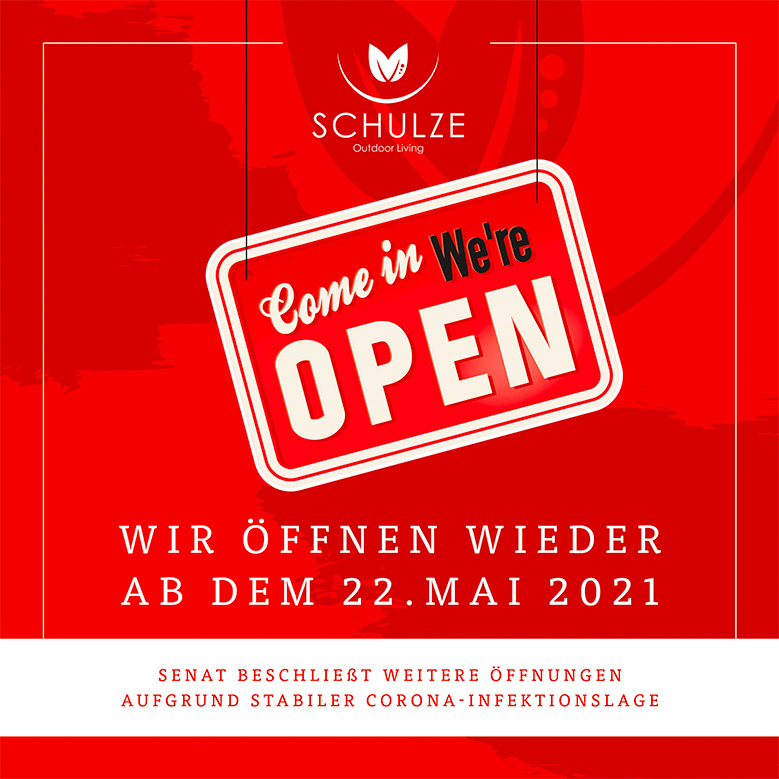 SCHULZE
Outdoor Living
Come in We're
OPEN
WIR ÖFFNEN WIEDER
AB DEM 22.MAI 2021
SENAT BESCHLIEßT WEITERE ÖFFNUNGEN
AUFGRUND STABILER CORONA-INFEKTIONSLAGE